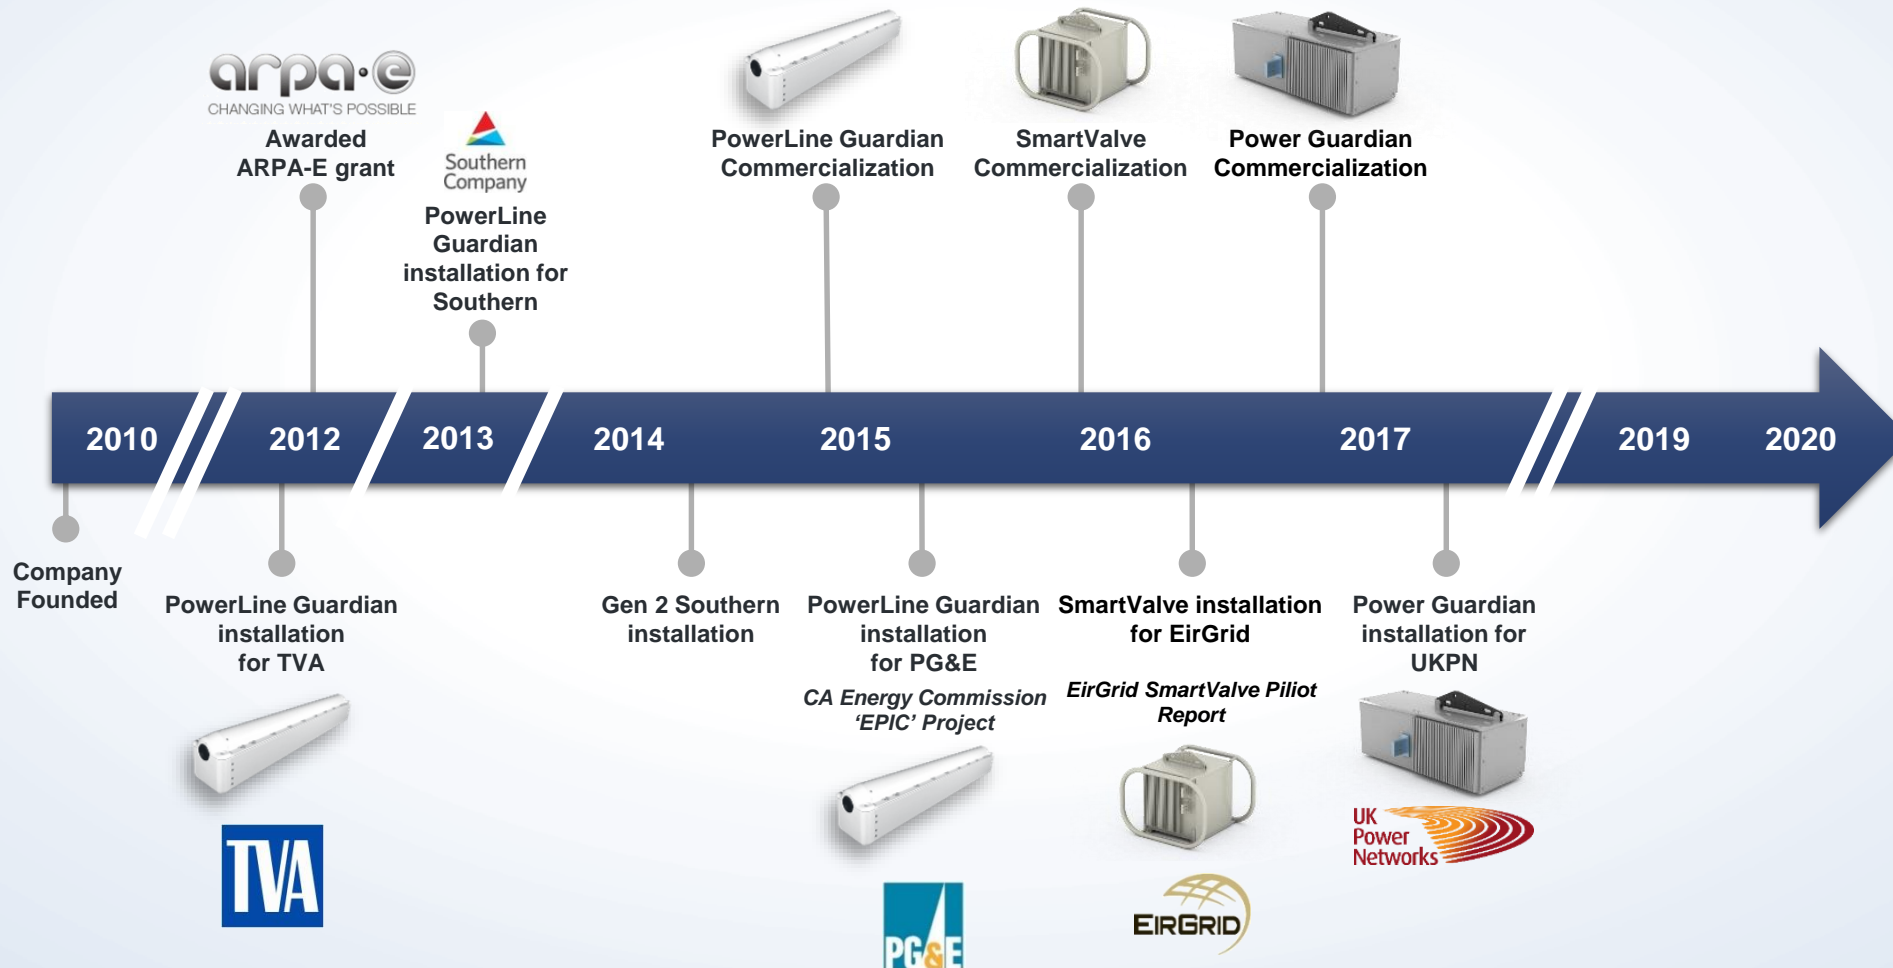 arpa·e
CHANGING WHAT'S POSSIBLE
Awarded
ARPA-E grant
Southern
Company
PowerLine
Guardian
installation for
Southern
PowerLine Guardian
Commercialization
SmartValve
Commercialization
Power Guardian
Commercialization
2010
2012
2013
2014
2015
2016
2017
2019
2020
Company
Founded
PowerLine Guardian
installation
for TVA
TVA
Gen 2 Southern
installation
PowerLine Guardian
installation
for PG&E
CA Energy Commission
‘EPIC’ Project
PG&E
SmartValve installation
for EirGrid
EirGrid SmartValve Piliot
Report
EIRGRID
Power Guardian
installation for
UKPN
UK
Power
Networks